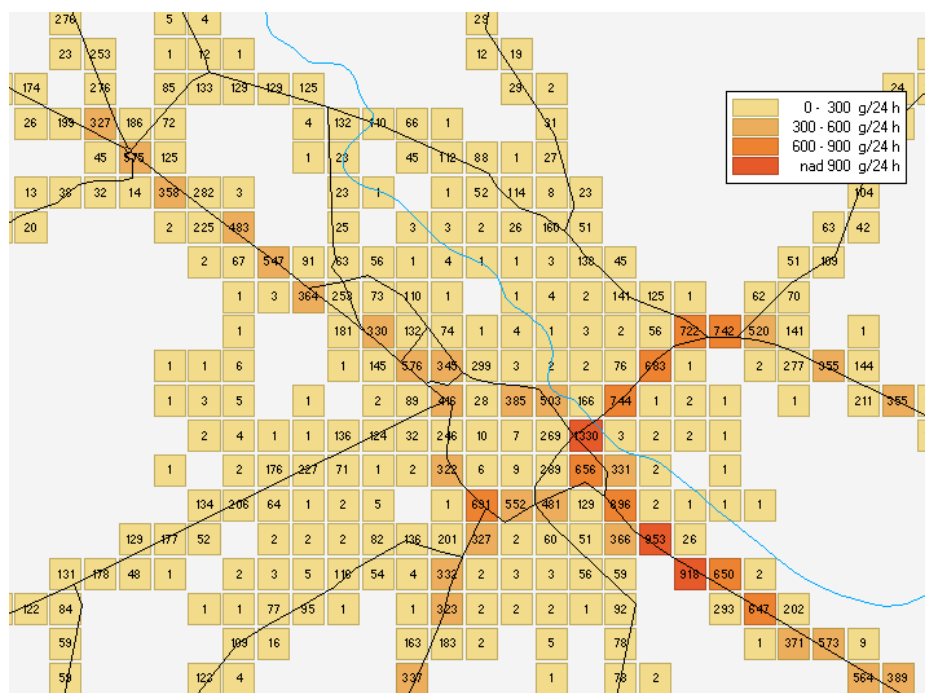 276 5 4 29
23 253 1 12 1 12 19
174 276 85 133 129 129 125 29 2 24
0 - 300 g/24 h
300 - 600 g/24 h
600 - 900 g/24 h
nad 900 g/24 h
26 199 327 186 72 4 132 140 66 1 31
45 575 125 1 23 45 112 88 1 27
13 38 32 14 358 282 3 23 1 1 52 114 8 23 104
20 2 225 483 25 3 3 2 26 160 51 63 42
2 67 547 91 63 56 1 4 1 1 3 138 45 51 109
1 3 364 253 73 110 1 1 4 2 141 125 1 62 70
1 181 330 132 74 1 4 1 3 2 56 722 742 520 141 1
1 1 6 1 145 576 345 299 3 2 2 76 683 1 2 277 355 144
1 3 5 1 2 89 416 28 385 503 166 744 1 2 1 1 211 355
2 4 1 1 136 124 32 246 10 7 269 1330 3 2 2 1
1 2 176 227 71 1 2 322 6 9 289 656 331 2 1
134 206 64 1 2 5 1 691 552 481 129 896 2 1 1 1
129 177 52 2 2 2 82 136 201 327 2 60 51 366 953 26
131 178 48 1 2 3 5 116 54 4 332 2 3 3 56 59 918 650 2
122 84 1 1 77 95 1 1 323 2 2 2 1 92 293 647 202
59 109 16 163 183 2 5 78 1 371 573 9
59 123 4 337 1 78 2 564 389